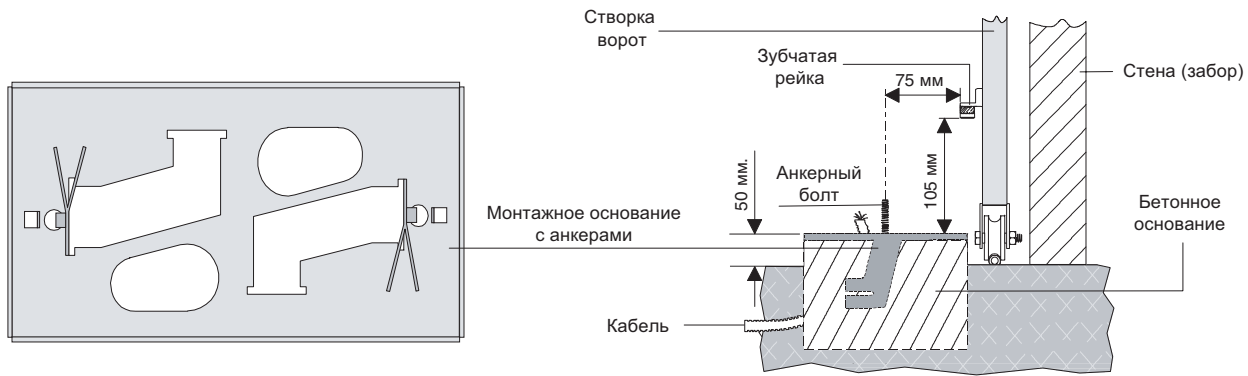 Створка
ворот
Зубчатая
рейка
75 мм
Стена (забор)
105 мм
50 мм.
Анкерный
болт
Монтажное основание
с анкерами
Бетонное
основание
Кабель